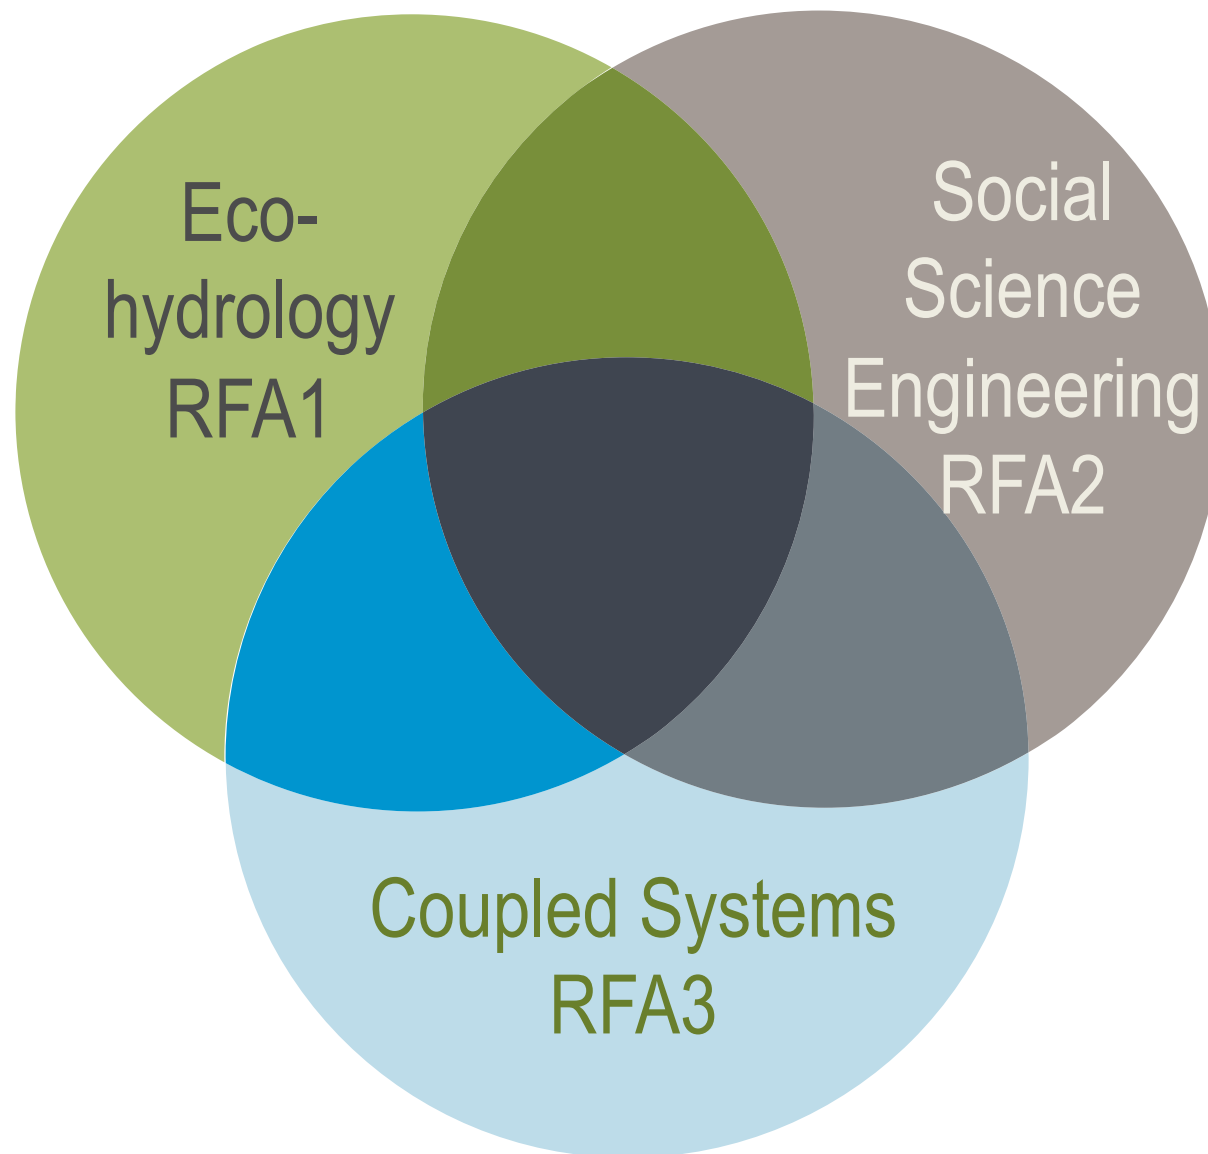 Eco-
hydrology
RFA1
Social
Science
Engineering
RFA2
Coupled Systems
RFA3